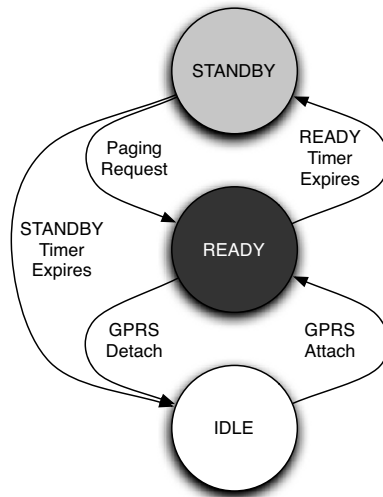 STANDBY
Paging
Request
READY
Timer
Expires
STANDBY
Timer
Expires
READY
GPRS
Detach
GPRS
Attach
IDLE